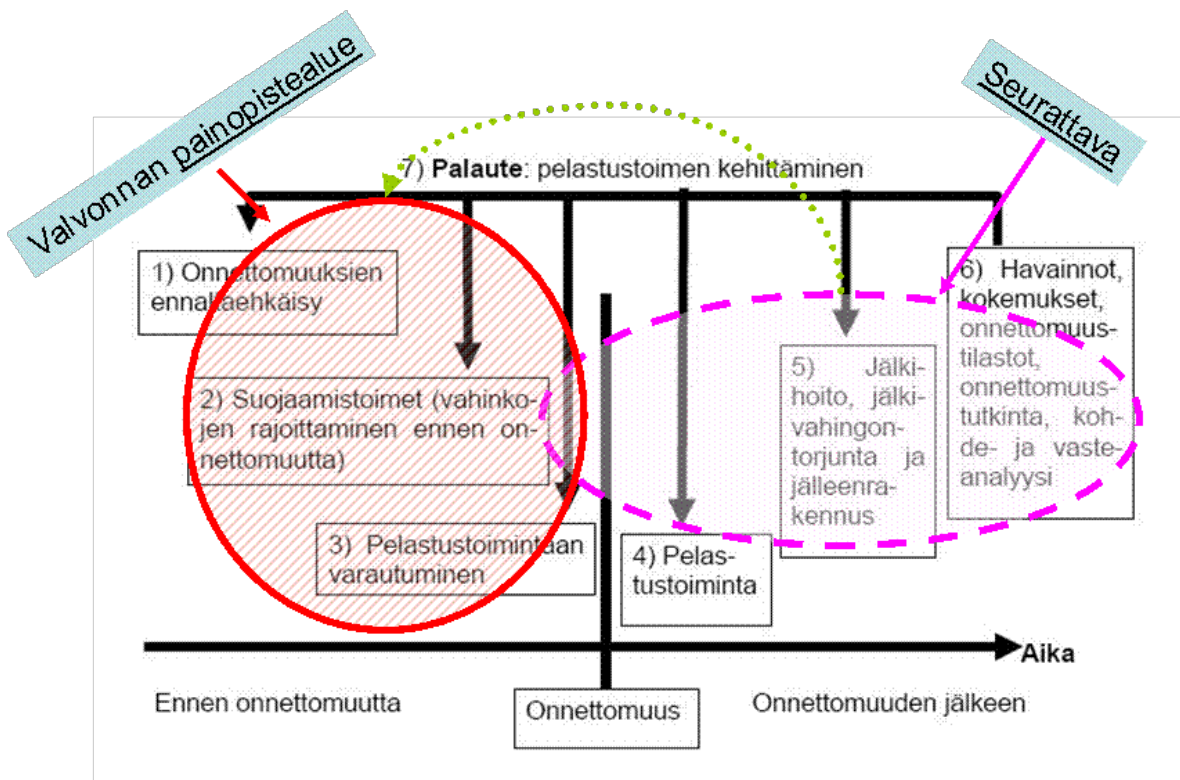 Valvonnan painopistealue
Seurattava
7) Palaute: pelastustoimen kehittäminen
1) Onnettomuuksien
ennaltaehkäisy
2) Suojaamistoimet (vahinko-
jen rajoittaminen ennen on-
nettomuutta)
3) Pelastustoimintaan
varautuminen
4) Pelas-
tustoiminta
5) Jälki-
hoito, jälki-
vahingon-
torjunta ja
jälleenra-
kennus
6) Havainnot,
kokemukset,
onnettomuus-
tilastot,
onnettomuus-
tutkinta, koh-
de- ja vaste-
analyysi
Aika
Ennen onnettomuutta
Onnettomuus
Onnettomuuden jälkeen